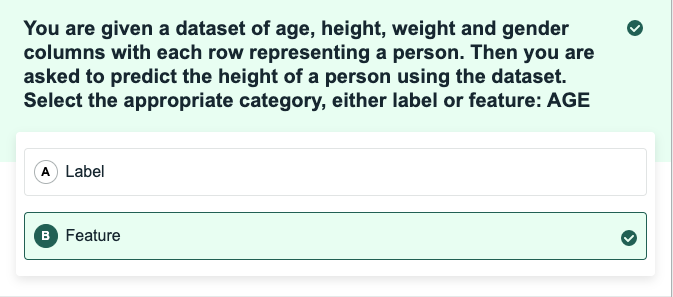 You are given a dataset of age, height, weight and gender
columns with each row representing a person. Then you are
asked to predict the height of a person using the dataset.
Select the appropriate category, either label or feature: AGE
A Label
B Feature